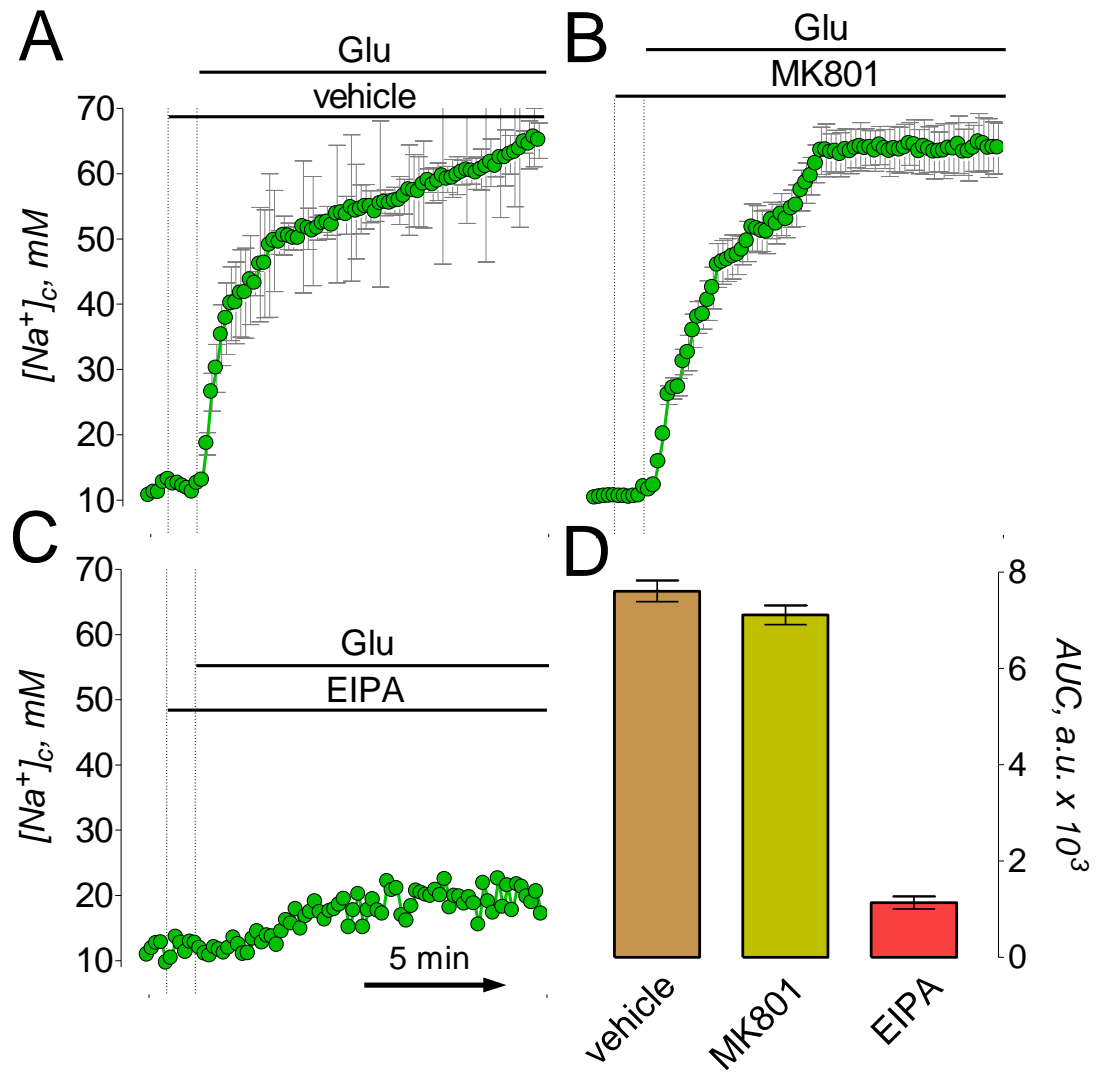 A
Glu
vehicle
70
60
50
40
30
20
10
[Na+]c, mM
B
Glu
MK801
C
70
60
50
40
30
20
10
[Na+]c, mM
Glu
EIPA
5 min
D
8
6
4
2
0
AUC, a.u. x 10³
vehicle
MK801
EIPA